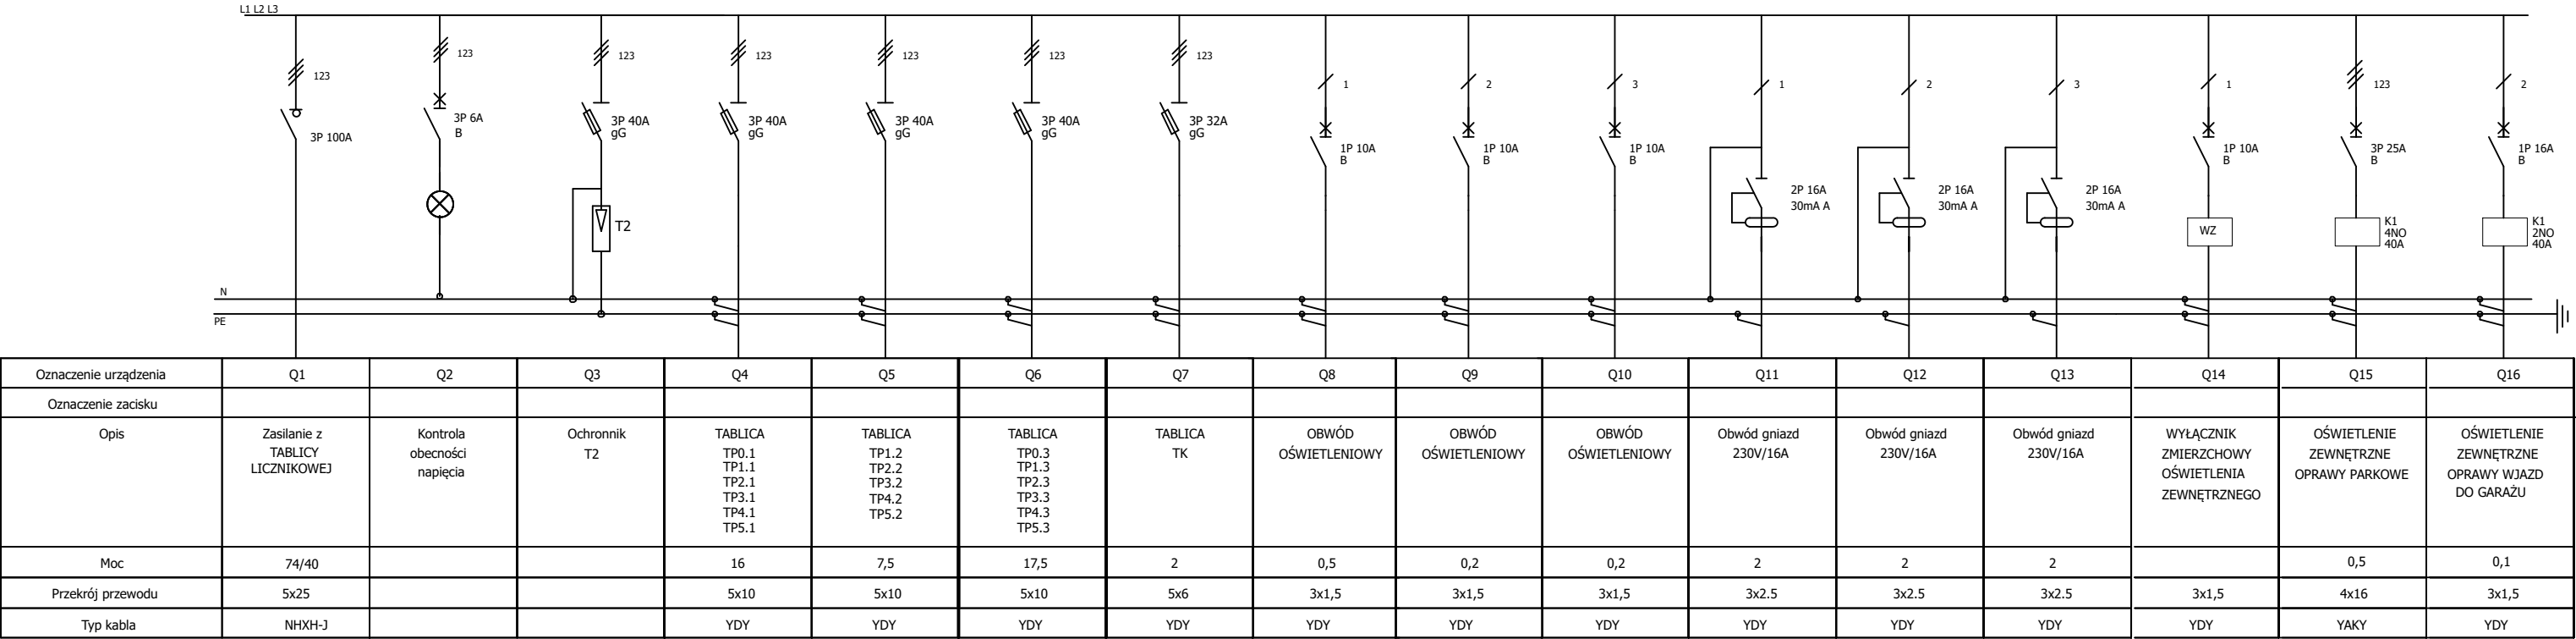 L1 L2 L3
123
123
123
123
123
123
123
1
2
3
1
2
3
1
123
2
3P 100A
3P 6A
B
3P 40A
gG
3P 40A
gG
3P 40A
gG
3P 40A
gG
3P 32A
gG
1P 10A
B
1P 10A
B
1P 10A
B
2P 16A
30mA A
2P 16A
30mA A
2P 16A
30mA A
1P 10A
B
3P 25A
B
1P 16A
B
T2
WZ
K1
4NO
40A
K1
2NO
40A
N
PE
Oznaczenie urządzenia Q1 Q2 Q3 Q4 Q5 Q6 Q7 Q8 Q9 Q10 Q11 Q12 Q13 Q14 Q15 Q16
Oznaczenie zacisku
Opis
Zasilanie z
TABLICY
LICZNIKOWEJ
Kontrola
obecności
napięcia
Ochronnik
T2
TABLICA
TP0.1
TP1.1
TP2.1
TP3.1
TP4.1
TP5.1
TABLICA
TP1.2
TP2.2
TP3.2
TP4.2
TP5.2
TABLICA
TP0.3
TP1.3
TP2.3
TP3.3
TP4.3
TP5.3
TABLICA
TK
OBWÓD
OŚWIETLENIOWY
OBWÓD
OŚWIETLENIOWY
OBWÓD
OŚWIETLENIOWY
Obwód gniazd
230V/16A
Obwód gniazd
230V/16A
Obwód gniazd
230V/16A
WYŁĄCZNIK
ZMIERZCHOWY
OŚWIETLENIA
ZEWNĘTRZNEGO
OŚWIETLENIE
ZEWNĘTRZNE
OPRAWY PARKOWE
OŚWIETLENIE
ZEWNĘTRZNE
OPRAWY WJAZD
DO GARAŻU
Moc 74/40 16 7,5 17,5 2 0,5 0,2 0,2 2 2 2 0,5 0,1
Przekrój przewodu 5x25 5x10 5x10 5x10 5x6 3x1,5 3x1,5 3x1,5 3x2.5 3x2.5 3x2.5 3x1,5 4x16 3x1,5
Typ kabla NHXH-J YDY YDY YDY YDY YDY YDY YDY YDY YDY YDY YDY YAKY YDY